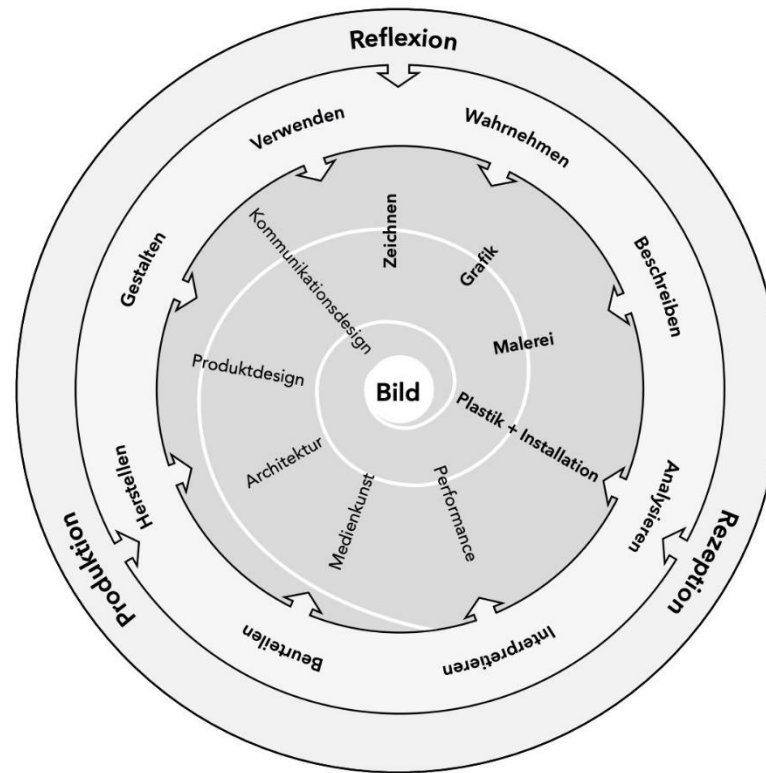 Reflexion
Rezeption
Produktion
Verwenden
Wahrnehmen
Beschreiben
Analysieren
Interpretieren
Beurteilen
Herstellen
Gestalten
Kommunikationsdesign
Zeichnen
Grafik
Malerei
Plastik + Installation
Performance
Medienkunst
Architektur
Produktdesign
Bild